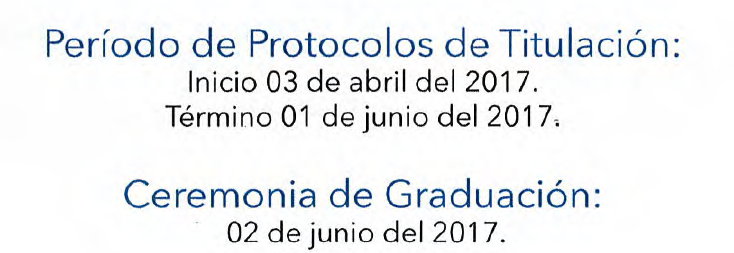 Período de Protocolos de Titulación:
Inicio 03 de abril del 2017.
Término 01 de junio del 2017.
Ceremonia de Graduación:
02 de junio del 2017.